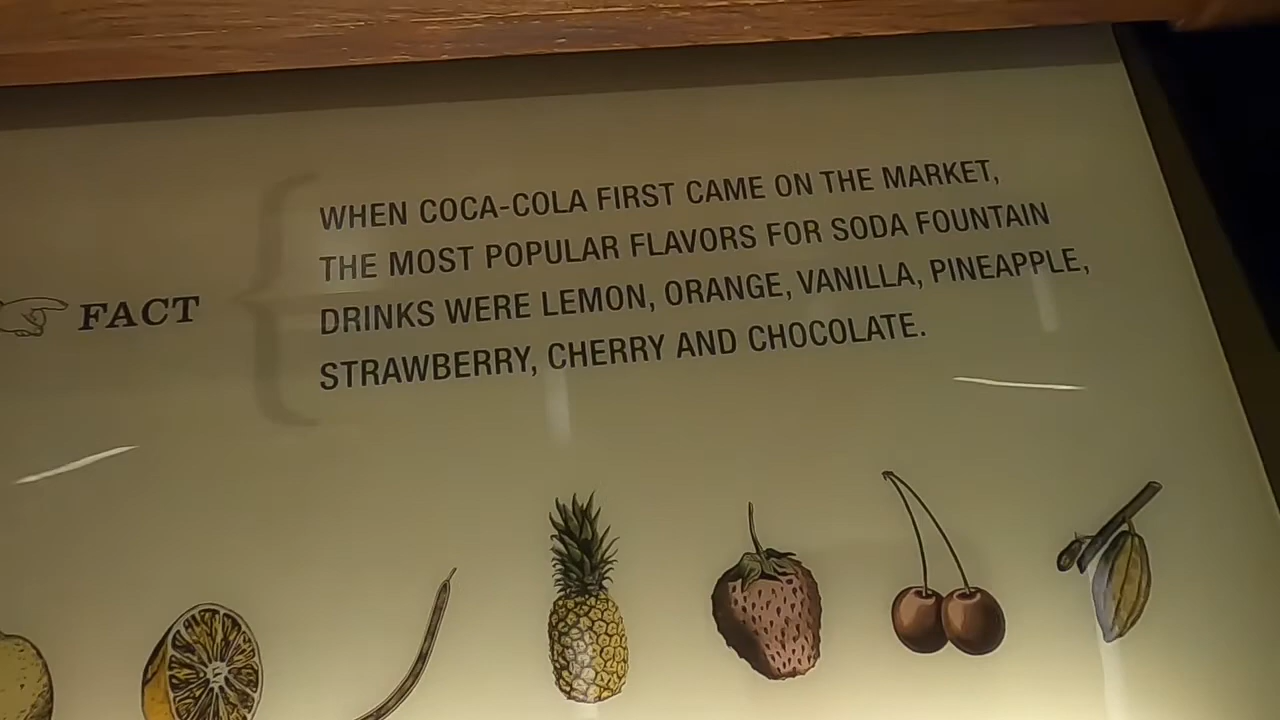 WHEN COCA-COLA FIRST CAME ON THE MARKET,
THE MOST POPULAR FLAVORS FOR SODA FOUNTAIN
FACT
DRINKS WERE LEMON, ORANGE, VANILLA, PINEAPPLE,
STRAWBERRY, CHERRY AND CHOCOLATE.